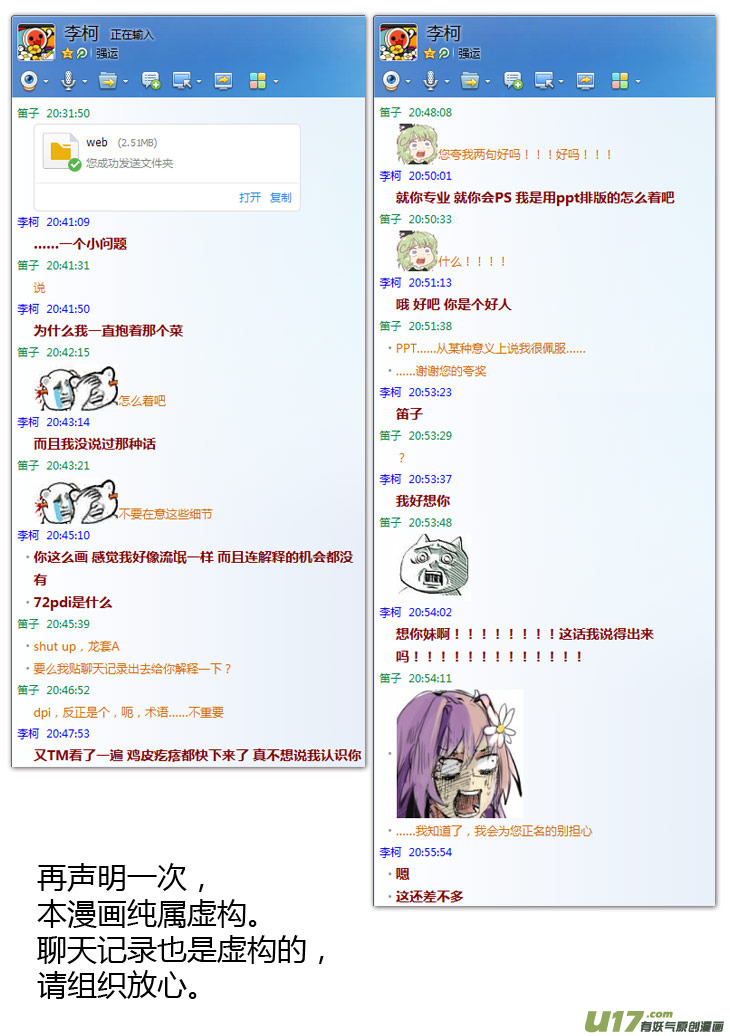 李柯 正在输入
强运
笛子 20:31:50
web (2.51MB)
您成功发送文件夹
打开 复制
李柯 20:41:09
……一个小问题
笛子 20:41:31
说
李柯 20:41:50
为什么我一直抱着那个菜
笛子 20:42:15
怎么着吧
李柯 20:43:14
而且我没说过那种话
笛子 20:43:21
不要在意这些细节
李柯 20:45:10
你这么画 感觉我好像流氓一样 而且连解释的机会都没
有
72pdi是什么
笛子 20:45:39
shut up，龙套A
要么我贴聊天记录出去给你解释一下？
笛子 20:46:52
dpi，反正是个，呃，术语……不重要
李柯 20:47:53
又TM看了一遍 鸡皮疙瘩都快下来了 真不想说我认识你
李柯
强运
笛子 20:48:08
您夸我两句好吗！！！好吗！！！
李柯 20:50:01
就你专业 就你会PS 我是用ppt排版的怎么着吧
笛子 20:50:33
什么！！！！
李柯 20:51:13
哦 好吧 你是个好人
笛子 20:51:38
PPT……从某种意义上说我很佩服……
……谢谢您的夸奖
李柯 20:53:23
笛子
笛子 20:53:29
？
李柯 20:53:37
我好想你
笛子 20:53:48
李柯 20:54:02
想你妹啊！！！！！！！！这话我说得出来
吗！！！！！！！！！！！！！
笛子 20:54:11
……我知道了，我会为您正名的别担心
李柯 20:55:54
嗯
这还差不多
再声明一次，
本漫画纯属虚构。
聊天记录也是虚构的，
请组织放心。
U17.com
有妖气原创漫画